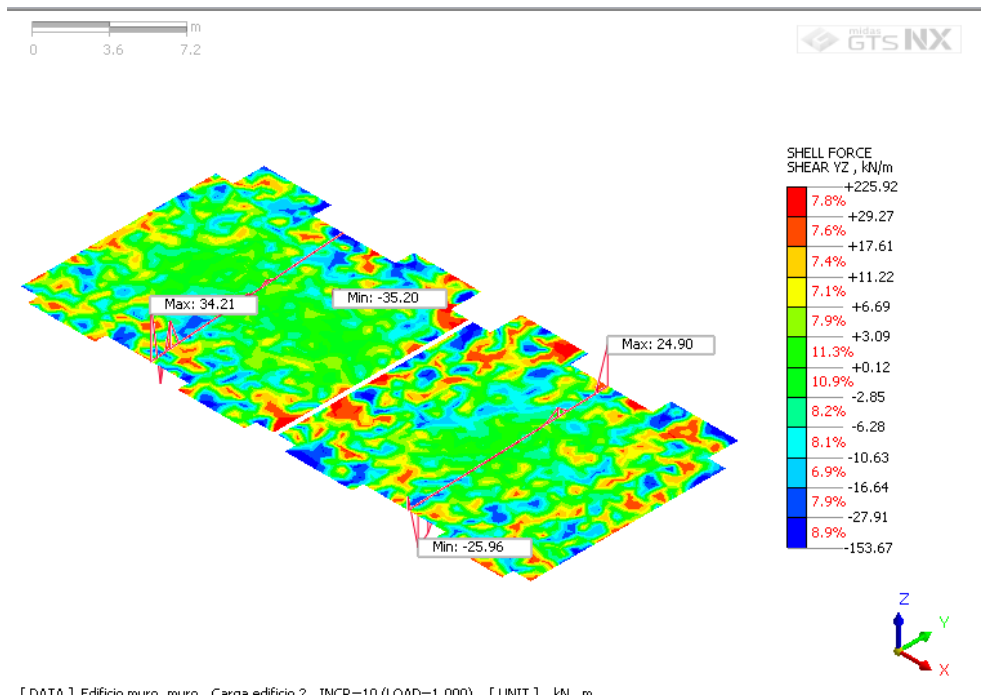 m
0 3.6 7.2
midas
GTS NX
SHELL FORCE
SHEAR YZ , kN/m
+225.92
7.8%
+29.27
7.6%
+17.61
7.4%
+11.22
7.1%
+6.69
7.9%
+3.09
11.3%
+0.12
10.9%
-2.85
8.2%
-6.28
8.1%
-10.63
6.9%
-16.64
7.9%
-27.91
8.9%
-153.67
Max: 34.21
Min: -35.20
Max: 24.90
Min: -25.96
Z
Y
X
[ DATA ] Edificio muro_muro , Carga edificio 2 , INCR=10 (LOAD=1.000) , [ UNIT ] kN , m